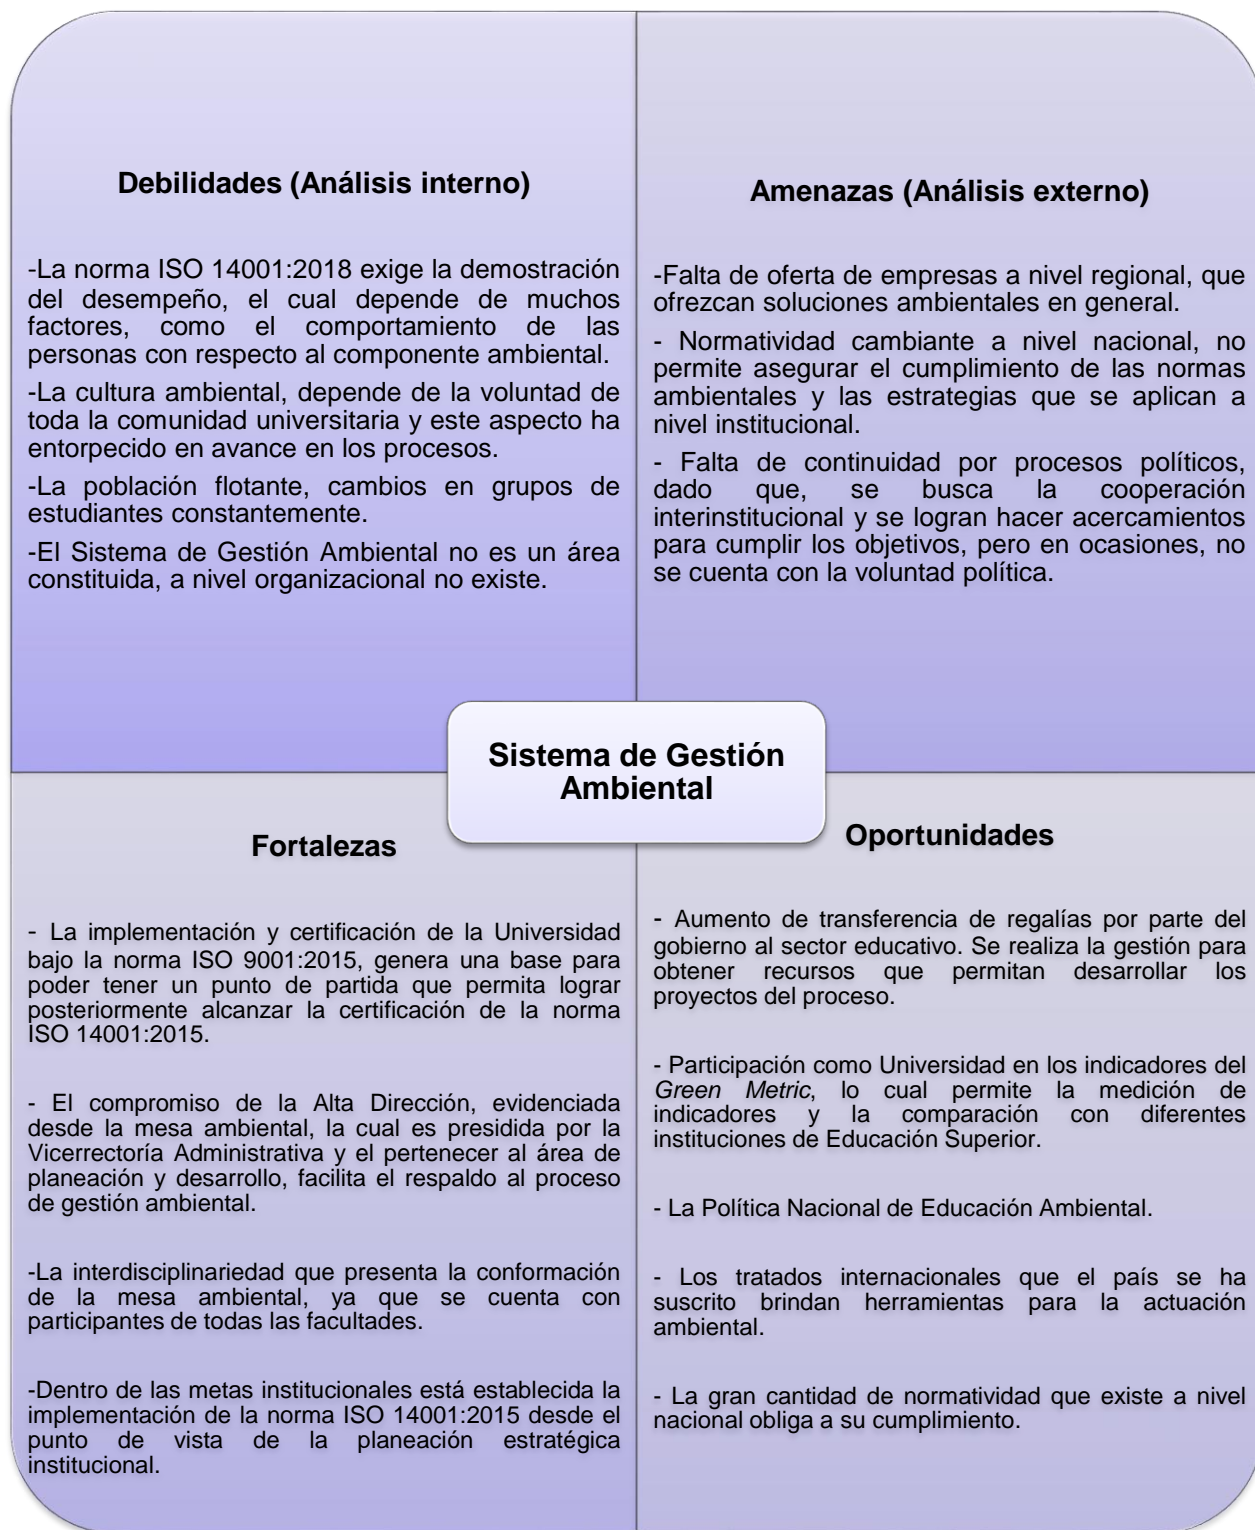 Debilidades (Análisis interno)
-La norma ISO 14001:2018 exige la demostración
del desempeño, el cual depende de muchos
factores, como el comportamiento de las
personas con respecto al componente ambiental.
-La cultura ambiental, depende de la voluntad de
toda la comunidad universitaria y este aspecto ha
entorpecido en avance en los procesos.
-La población flotante, cambios en grupos de
estudiantes constantemente.
-El Sistema de Gestión Ambiental no es un área
constituida, a nivel organizacional no existe.
Amenazas (Análisis externo)
-Falta de oferta de empresas a nivel regional, que
ofrezcan soluciones ambientales en general.
- Normatividad cambiante a nivel nacional, no
permite asegurar el cumplimiento de las normas
ambientales y las estrategias que se aplican a
nivel institucional.
- Falta de continuidad por procesos políticos,
dado que, se busca la cooperación
interinstitucional y se logran hacer acercamientos
para cumplir los objetivos, pero en ocasiones, no
se cuenta con la voluntad política.
Sistema de Gestión
Ambiental
Fortalezas
- La implementación y certificación de la Universidad
bajo la norma ISO 9001:2015, genera una base para
poder tener un punto de partida que permita lograr
posteriormente alcanzar la certificación de la norma
ISO 14001:2015.
- El compromiso de la Alta Dirección, evidenciada
desde la mesa ambiental, la cual es presidida por la
Vicerrectoría Administrativa y el pertenecer al área de
planeación y desarrollo, facilita el respaldo al proceso
de gestión ambiental.
-La interdisciplinariedad que presenta la conformación
de la mesa ambiental, ya que se cuenta con
participantes de todas las facultades.
-Dentro de las metas institucionales está establecida la
implementación de la norma ISO 14001:2015 desde el
punto de vista de la planeación estratégica
institucional.
Oportunidades
- Aumento de transferencia de regalías por parte del
gobierno al sector educativo. Se realiza la gestión para
obtener recursos que permitan desarrollar los
proyectos del proceso.
- Participación como Universidad en los indicadores del
Green Metric, lo cual permite la medición de
indicadores y la comparación con diferentes
instituciones de Educación Superior.
- La Política Nacional de Educación Ambiental.
- Los tratados internacionales que el país se ha
suscrito brindan herramientas para la actuación
ambiental.
- La gran cantidad de normatividad que existe a nivel
nacional obliga a su cumplimiento.